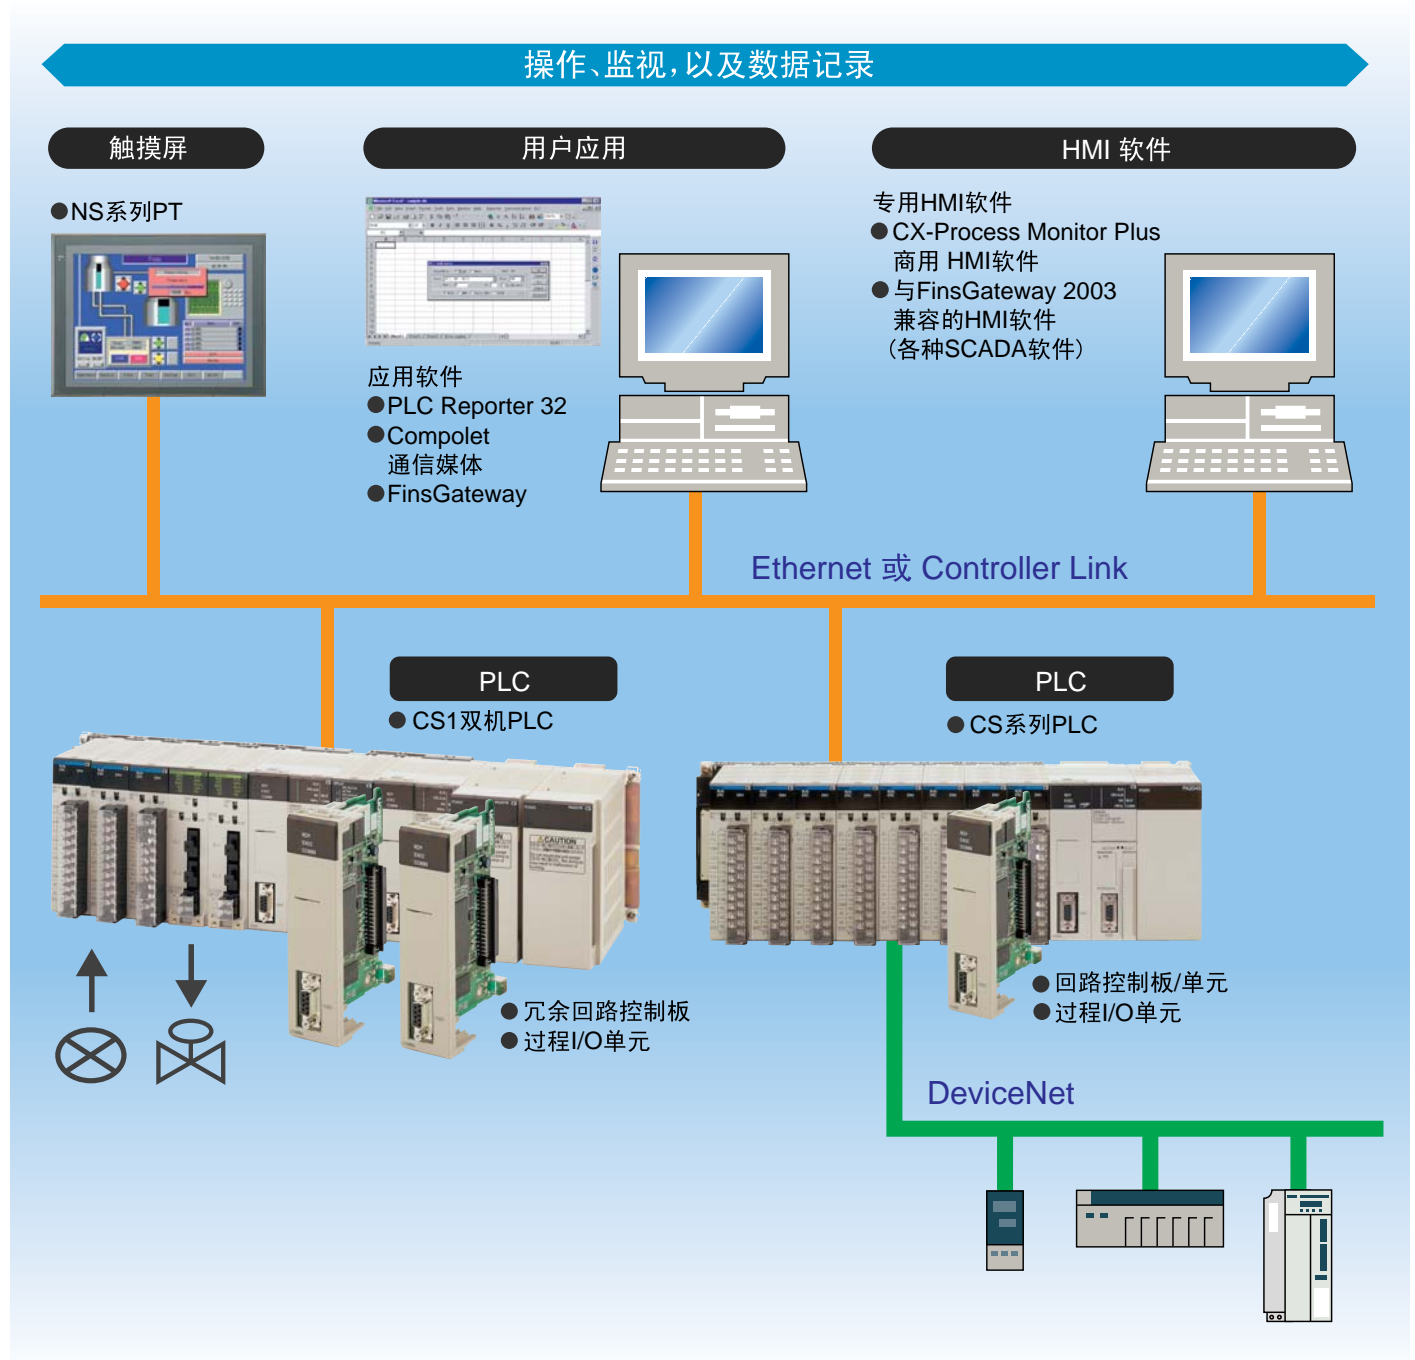 操作、监视，以及数据记录
触摸屏
●NS系列PT
用户应用
应用软件
●PLC Reporter 32
●Compolet
通信媒体
●FinsGateway
HMI 软件
专用HMI软件
●CX-Process Monitor Plus
商用 HMI软件
●与FinsGateway 2003
兼容的HMI软件
（各种SCADA软件）
Ethernet 或 Controller Link
PLC
●CS1双机PLC
PLC
●CS系列PLC
CAUTION
●冗余回路控制板
●过程I/O单元
●回路控制板/单元
●过程I/O单元
DeviceNet